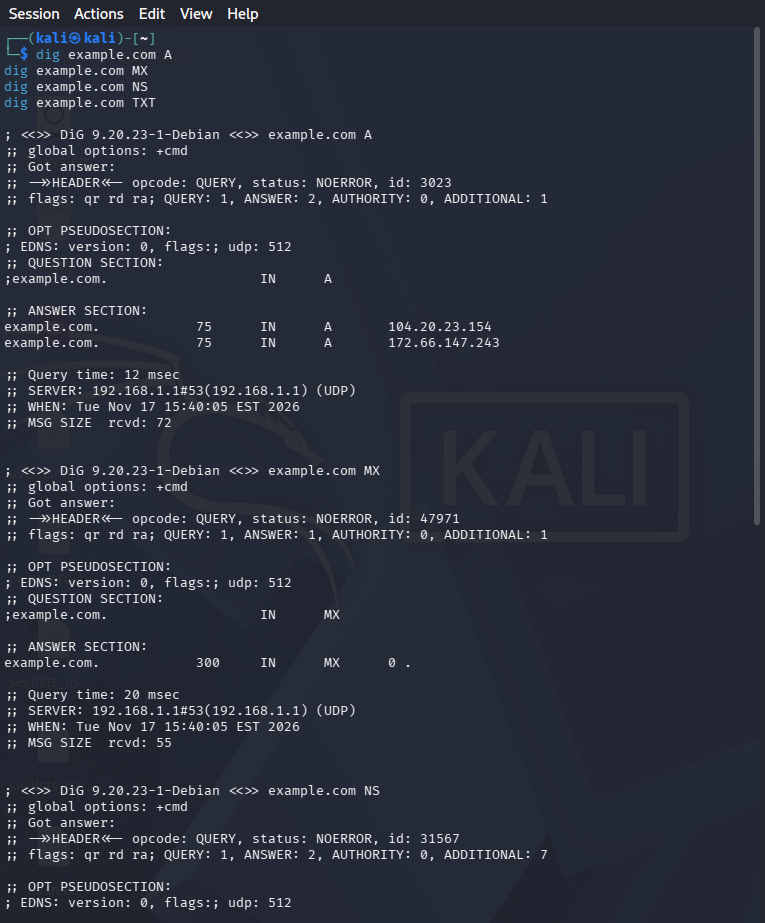 Session Actions Edit View Help
┌──(kali㉿kali)-[~]
└─$ dig example.com A
dig example.com MX
dig example.com NS
dig example.com TXT

; <<>> DiG 9.20.23-1-Debian <<>> example.com A
;; global options: +cmd
;; Got answer:
;; ->>HEADER<<- opcode: QUERY, status: NOERROR, id: 3023
;; flags: qr rd ra; QUERY: 1, ANSWER: 2, AUTHORITY: 0, ADDITIONAL: 1

;; OPT PSEUDOSECTION:
; EDNS: version: 0, flags:; udp: 512
;; QUESTION SECTION:
;example.com. IN A

;; ANSWER SECTION:
example.com. 75 IN A 104.20.23.154
example.com. 75 IN A 172.66.147.243

;; Query time: 12 msec
;; SERVER: 192.168.1.1#53(192.168.1.1) (UDP)
;; WHEN: Tue Nov 17 15:40:05 EST 2026
;; MSG SIZE rcvd: 72

; <<>> DiG 9.20.23-1-Debian <<>> example.com MX
;; global options: +cmd
;; Got answer:
;; ->>HEADER<<- opcode: QUERY, status: NOERROR, id: 47971
;; flags: qr rd ra; QUERY: 1, ANSWER: 1, AUTHORITY: 0, ADDITIONAL: 1

;; OPT PSEUDOSECTION:
; EDNS: version: 0, flags:; udp: 512
;; QUESTION SECTION:
;example.com. IN MX

;; ANSWER SECTION:
example.com. 300 IN MX 0 .

;; Query time: 20 msec
;; SERVER: 192.168.1.1#53(192.168.1.1) (UDP)
;; WHEN: Tue Nov 17 15:40:05 EST 2026
;; MSG SIZE rcvd: 55

; <<>> DiG 9.20.23-1-Debian <<>> example.com NS
;; global options: +cmd
;; Got answer:
;; ->>HEADER<<- opcode: QUERY, status: NOERROR, id: 31567
;; flags: qr rd ra; QUERY: 1, ANSWER: 2, AUTHORITY: 0, ADDITIONAL: 7

;; OPT PSEUDOSECTION:
; EDNS: version: 0, flags:; udp: 512
KALI